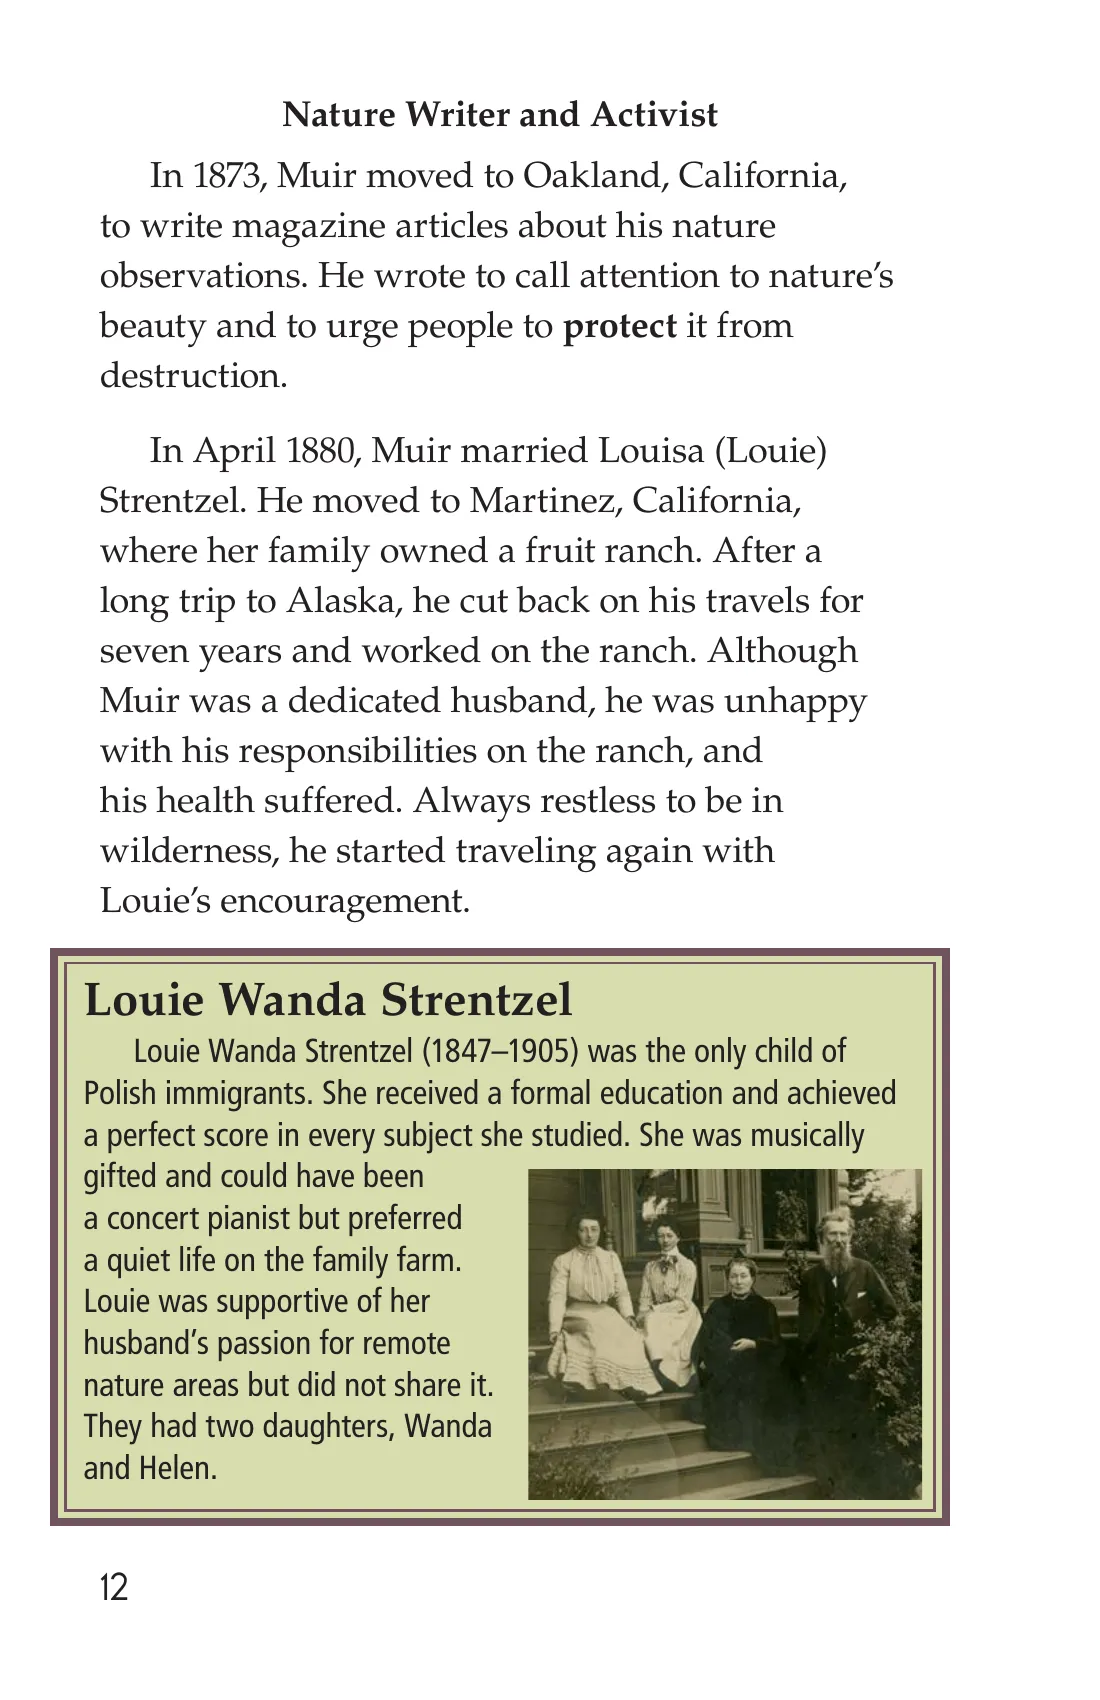 Nature Writer and Activist
In 1873, Muir moved to Oakland, California,
to write magazine articles about his nature
observations. He wrote to call attention to nature’s
beauty and to urge people to protect it from
destruction.
In April 1880, Muir married Louisa (Louie)
Strentzel. He moved to Martinez, California,
where her family owned a fruit ranch. After a
long trip to Alaska, he cut back on his travels for
seven years and worked on the ranch. Although
Muir was a dedicated husband, he was unhappy
with his responsibilities on the ranch, and
his health suffered. Always restless to be in
wilderness, he started traveling again with
Louie’s encouragement.
Louie Wanda Strentzel
Louie Wanda Strentzel (1847–1905) was the only child of
Polish immigrants. She received a formal education and achieved
a perfect score in every subject she studied. She was musically
gifted and could have been
a concert pianist but preferred
a quiet life on the family farm.
Louie was supportive of her
husband’s passion for remote
nature areas but did not share it.
They had two daughters, Wanda
and Helen.
12